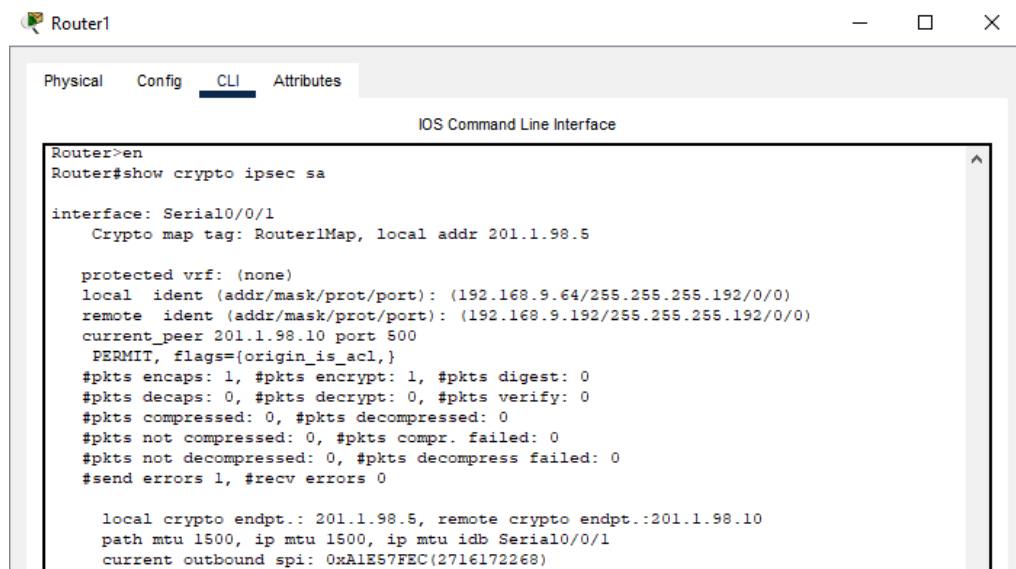 Router1
Physical Config CLI Attributes
IOS Command Line Interface
Router>en
Router#show crypto ipsec sa
interface: Serial0/0/1
Crypto map tag: Router1Map, local addr 201.1.98.5
protected vrf: (none)
local ident (addr/mask/prot/port): (192.168.9.64/255.255.255.192/0/0)
remote ident (addr/mask/prot/port): (192.168.9.192/255.255.255.192/0/0)
current_peer 201.1.98.10 port 500
PERMIT, flags={origin_is_acl,}
#pkts encaps: 1, #pkts encrypt: 1, #pkts digest: 0
#pkts decaps: 0, #pkts decrypt: 0, #pkts verify: 0
#pkts compressed: 0, #pkts decompressed: 0
#pkts not compressed: 0, #pkts compr. failed: 0
#pkts not decompressed: 0, #pkts decompress failed: 0
#send errors 1, #recv errors 0
local crypto endpt.: 201.1.98.5, remote crypto endpt.:201.1.98.10
path mtu 1500, ip mtu 1500, ip mtu idb Serial0/0/1
current outbound spi: 0xA1E57FEC(2716172268)